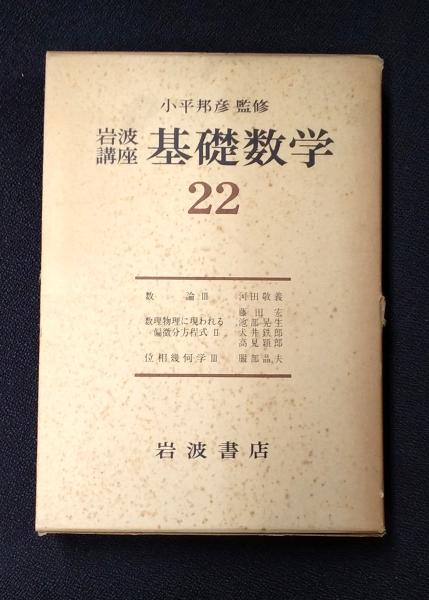 小平邦彦 監修
岩波講座 基礎数学
22
数論 III 河田敬義
藤田宏
数理物理に現われる 池部晃生
偏微分方程式 II 犬井鉄郎
高見穎郎
位相幾何学 III 服部晶夫
岩波書店